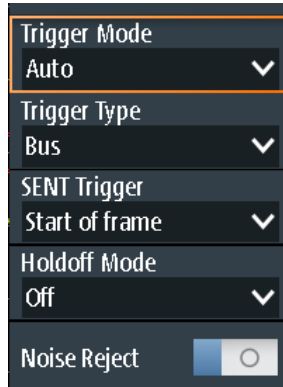 Trigger Mode
Auto
Trigger Type
Bus
SENT Trigger
Start of frame
Holdoff Mode
Off
Noise Reject